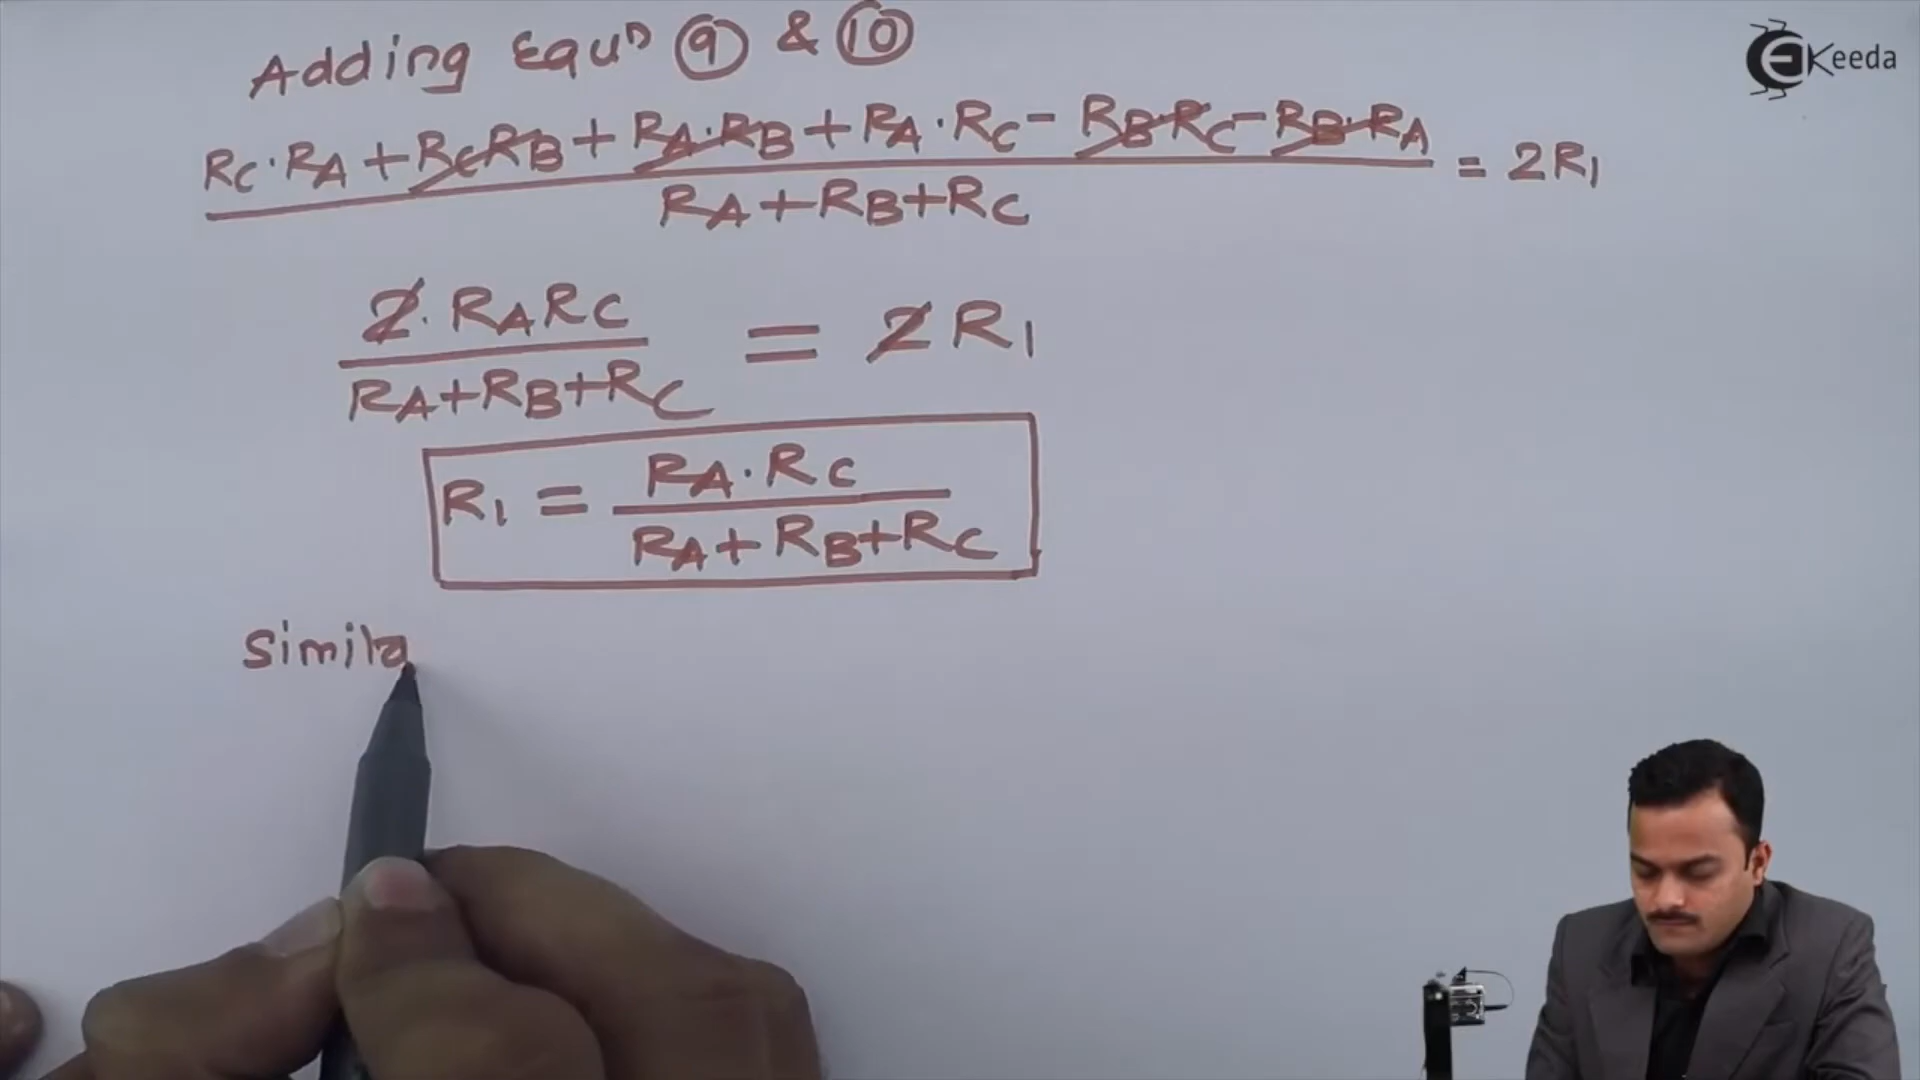 Adding Equⁿ ⑨ & ⑩
EKeeda
RC·RA + RCRB + RA·RB + RA·RC - RB·RC - RB·RA
= 2R1
RA+RB+RC
2·RARC
= 2R1
RA+RB+RC
R1 =
RA·RC
RA+RB+RC
Simila